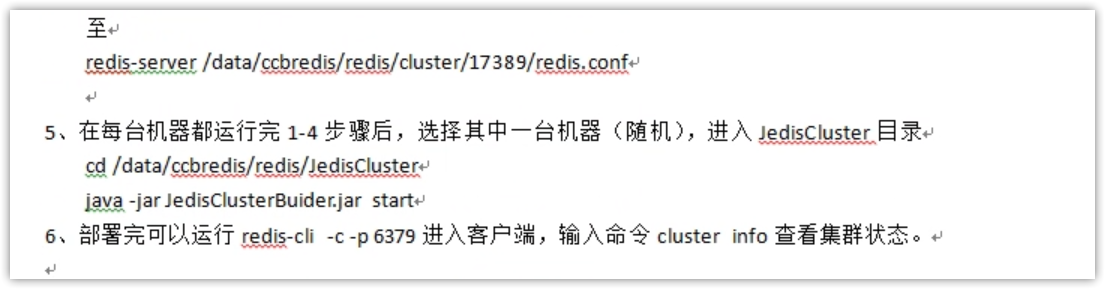 至
redis-server /data/ccbredis/redis/cluster/17389/redis.conf
5、在每台机器都运行完 1-4 步骤后，选择其中一台机器（随机），进入 JedisCluster 目录
cd /data/ccbredis/redis/JedisCluster
java -jar JedisClusterBuider.jar  start
6、部署完可以运行 redis-cli  -c -p 6379 进入客户端，输入命令 cluster  info 查看集群状态。